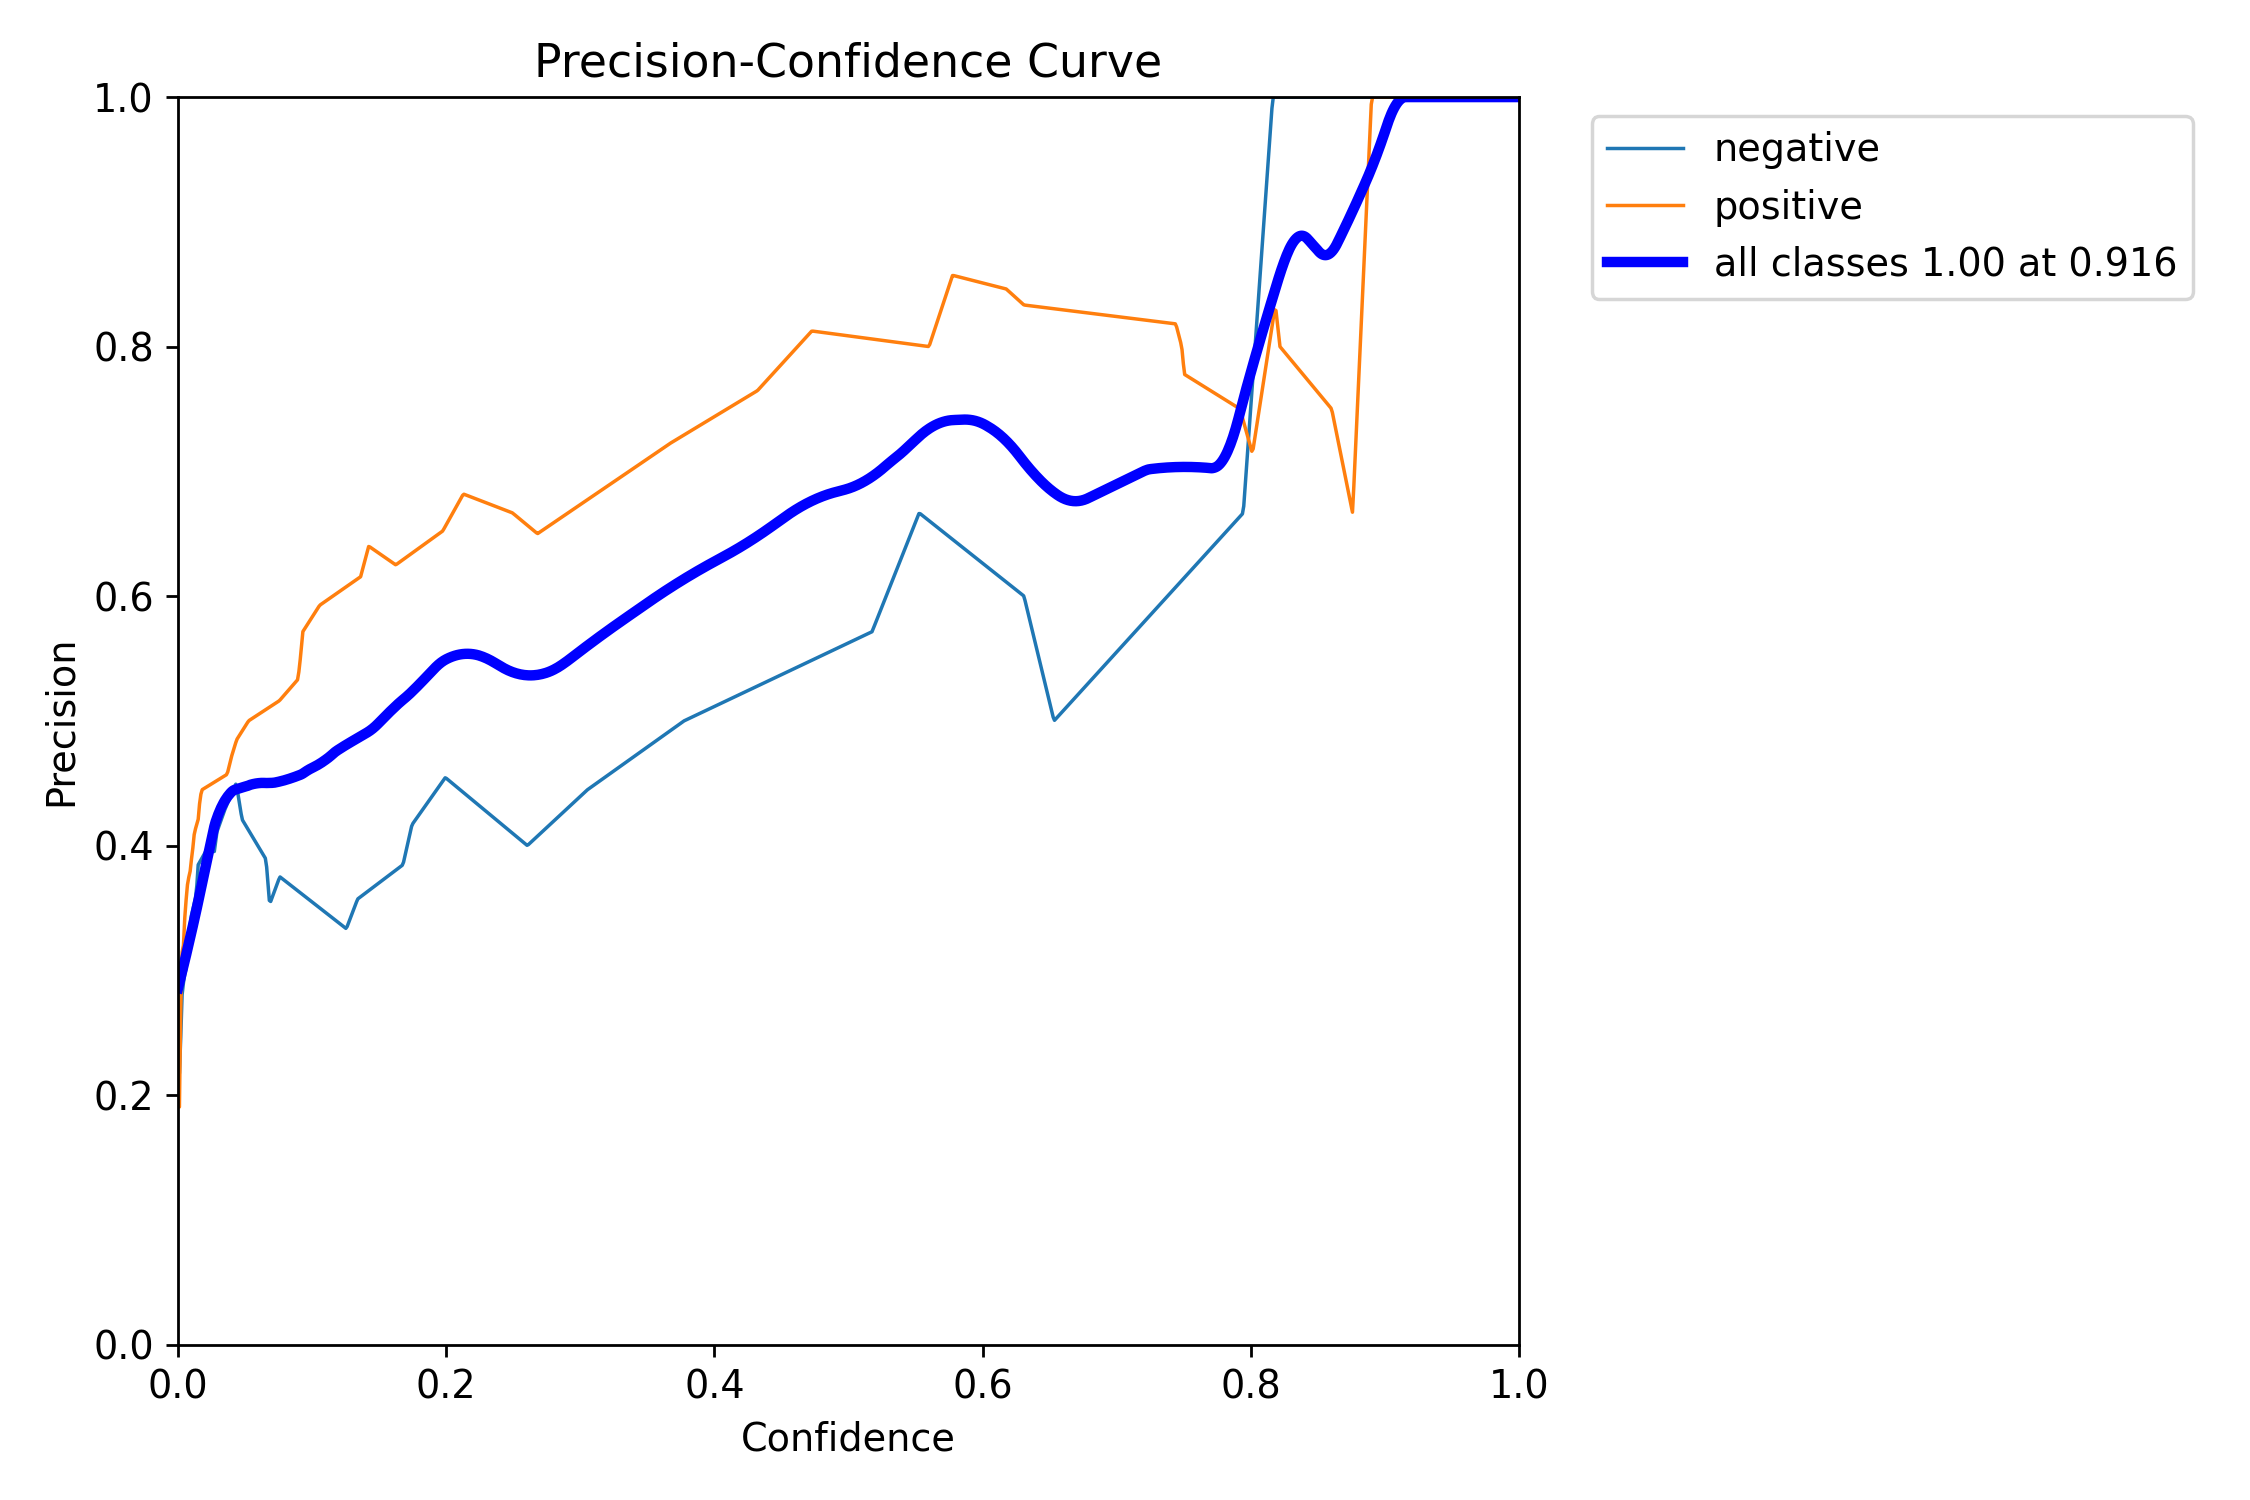 Precision-Confidence Curve
1.0
0.8
0.6
0.4
0.2
0.0
Precision
0.0 0.2 0.4 0.6 0.8 1.0
Confidence
negative
positive
all classes 1.00 at 0.916